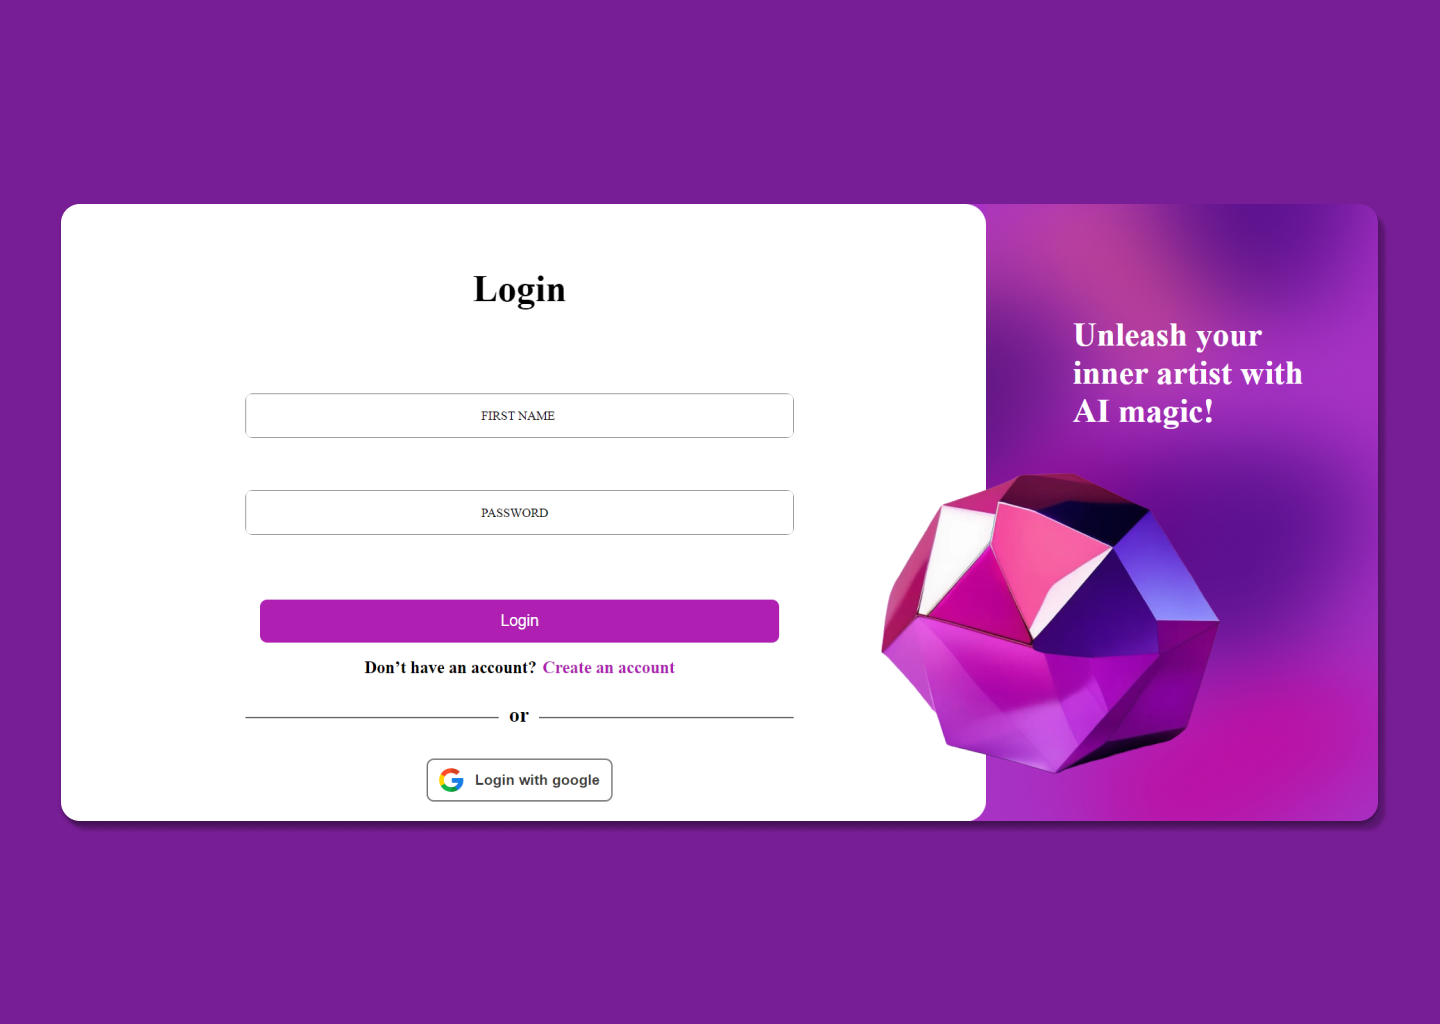 Login
FIRST NAME
PASSWORD
Login
Don’t have an account? Create an account
or
Login with google
Unleash your
inner artist with
AI magic!